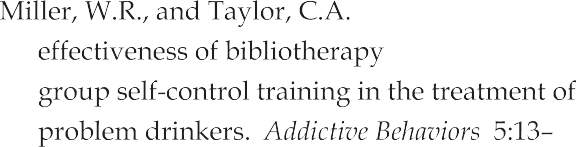 Miller, W.R., and Taylor, C.A.
effectiveness of bibliotherapy
group self-control training in the treatment of
problem drinkers. Addictive Behaviors 5:13–